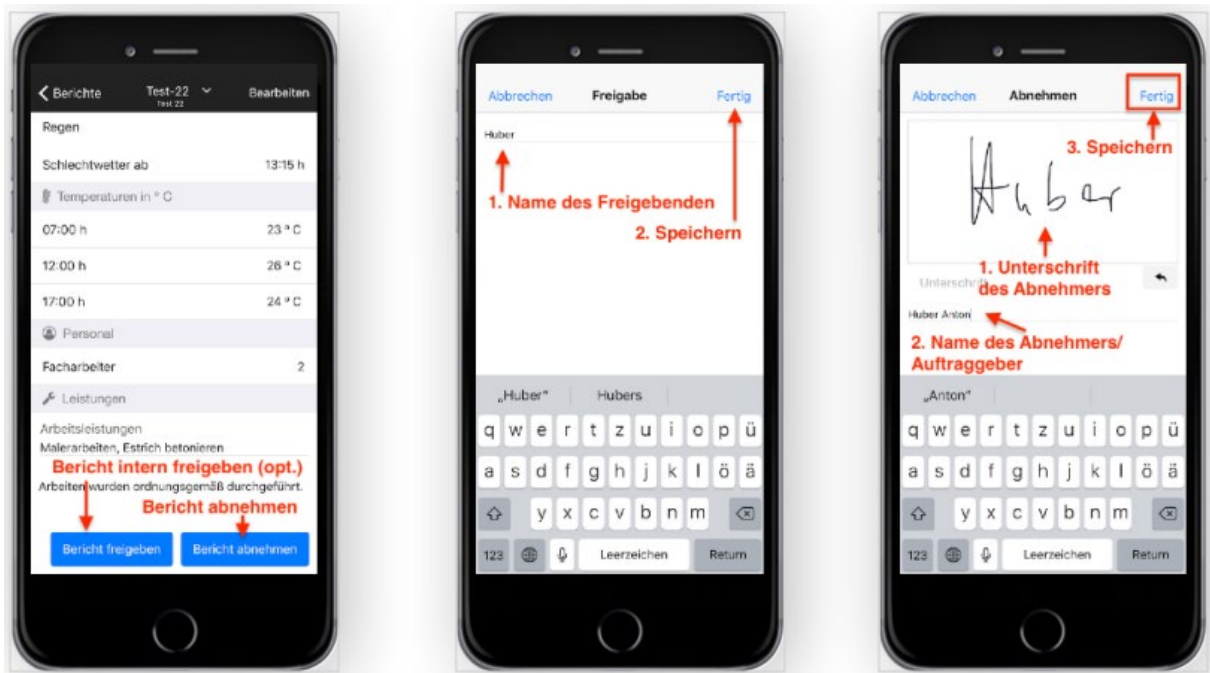 Berichte
Test-22
Test 22
Bearbeiten
Regen
Schlechtwetter ab 13:15 h
Temperaturen in ° C
07:00 h 23 ° C
12:00 h 26 ° C
17:00 h 24 ° C
Personal
Facharbeiter 2
Leistungen
Arbeitsleistungen
Malerarbeiten, Estrich betonieren
Bericht intern freigeben (opt.)
Arbeiten wurden ordnungsgemäß durchgeführt.
Bericht abnehmen
Bericht freigeben
Bericht abnehmen
Abbrechen Freigabe Fertig
Huber
1. Name des Freigebenden
2. Speichern
„Huber“ Hubers
q w e r t z u i o p ü
a s d f g h j k l ö ä
y x c v b n m
123 Leerzeichen Return
Abbrechen Abnehmen Fertig
3. Speichern
Huber
1. Unterschrift
des Abnehmers
Unterschrift
Huber Anton
2. Name des Abnehmers/
Auftraggeber
„Anton“
q w e r t z u i o p ü
a s d f g h j k l ö ä
y x c v b n m
123 Leerzeichen Return